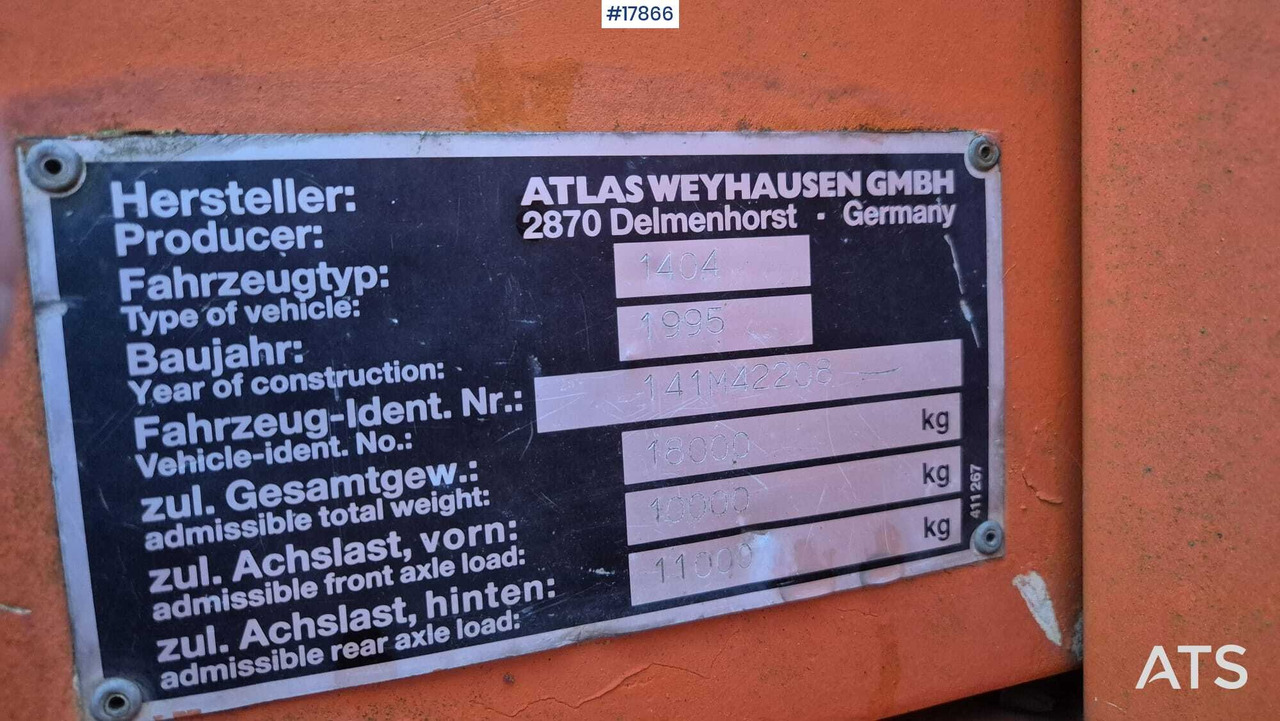 #17866
Hersteller: ATLAS WEYHAUSEN GMBH
Producer: 2870 Delmenhorst · Germany
Fahrzeugtyp: 1404
Type of vehicle:
Baujahr: 1995
Year of construction:
Fahrzeug-Ident. Nr.: 141M42208
Vehicle-ident. No.:
zul. Gesamtgew.: 18000 kg
admissible total weight:
zul. Achslast, vorn: 10000 kg
admissible front axle load:
zul. Achslast, hinten: 11000 kg
admissible rear axle load:
411 267
ATS